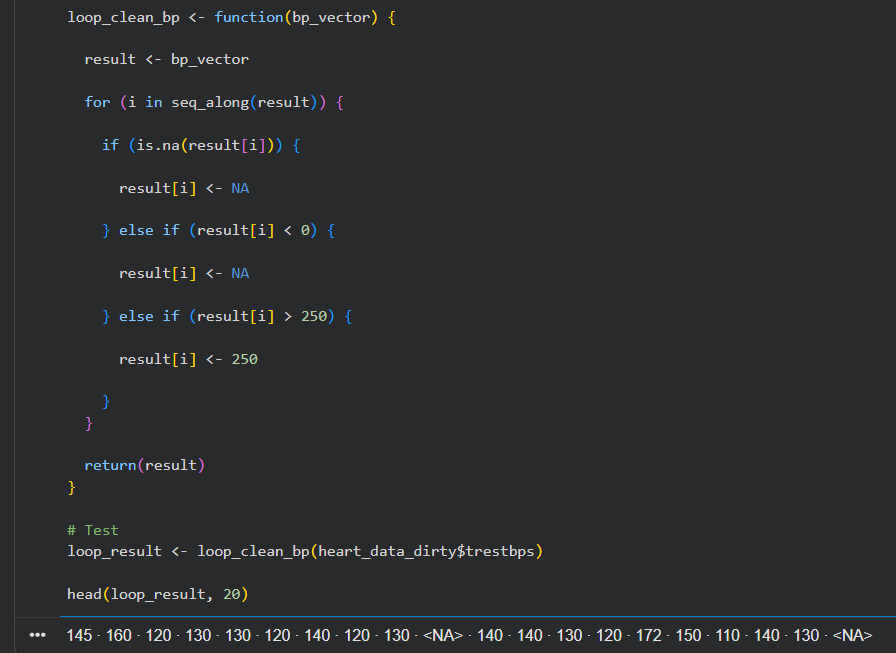 loop_clean_bp <- function(bp_vector) {
result <- bp_vector
for (i in seq_along(result)) {
if (is.na(result[i])) {
result[i] <- NA
} else if (result[i] < 0) {
result[i] <- NA
} else if (result[i] > 250) {
result[i] <- 250
}
}
return(result)
}
# Test
loop_result <- loop_clean_bp(heart_data_dirty$trestbps)
head(loop_result, 20)
••• 145 · 160 · 120 · 130 · 130 · 120 · 140 · 120 · 130 · <NA> · 140 · 140 · 130 · 120 · 172 · 150 · 110 · 140 · 130 · <NA>